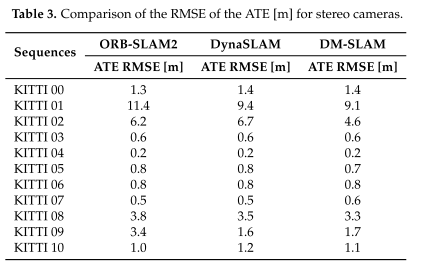 Table 3. Comparison of the RMSE of the ATE [m] for stereo cameras.
Sequences ORB-SLAM2 DynaSLAM DM-SLAM
ATE RMSE [m] ATE RMSE [m] ATE RMSE [m]
KITTI 00 1.3 1.4 1.4
KITTI 01 11.4 9.4 9.1
KITTI 02 6.2 6.7 4.6
KITTI 03 0.6 0.6 0.6
KITTI 04 0.2 0.2 0.2
KITTI 05 0.8 0.8 0.7
KITTI 06 0.8 0.8 0.8
KITTI 07 0.5 0.5 0.6
KITTI 08 3.8 3.5 3.3
KITTI 09 3.4 1.6 1.7
KITTI 10 1.0 1.2 1.1